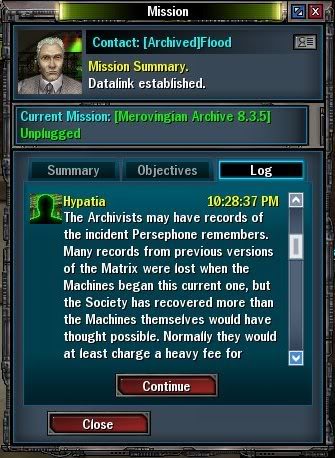 Mission
Contact: [Archived]Flood
Mission Summary.
Datalink established.
Current Mission: [Merovingian Archive 8.3.5]
Unplugged
Summary
Objectives
Log
Hypatia 10:28:37 PM
The Archivists may have records of
the incident Persephone remembers.
Many records from previous versions
of the Matrix were lost when the
Machines began this current one, but
the Society has recovered more than
the Machines themselves would have
thought possible. Normally they would
at least charge a heavy fee for
Continue
Close